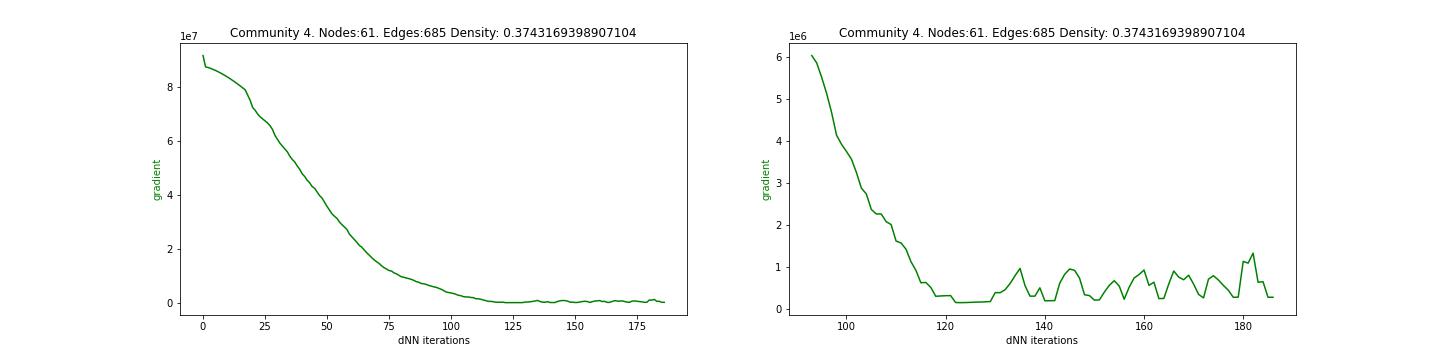 Community 4. Nodes:61. Edges:685 Density: 0.3743169398907104
1e7
8
6
4
2
0
gradient
0 25 50 75 100 125 150 175
dNN iterations
Community 4. Nodes:61. Edges:685 Density: 0.3743169398907104
1e6
6
5
4
3
2
1
0
gradient
100 120 140 160 180
dNN iterations